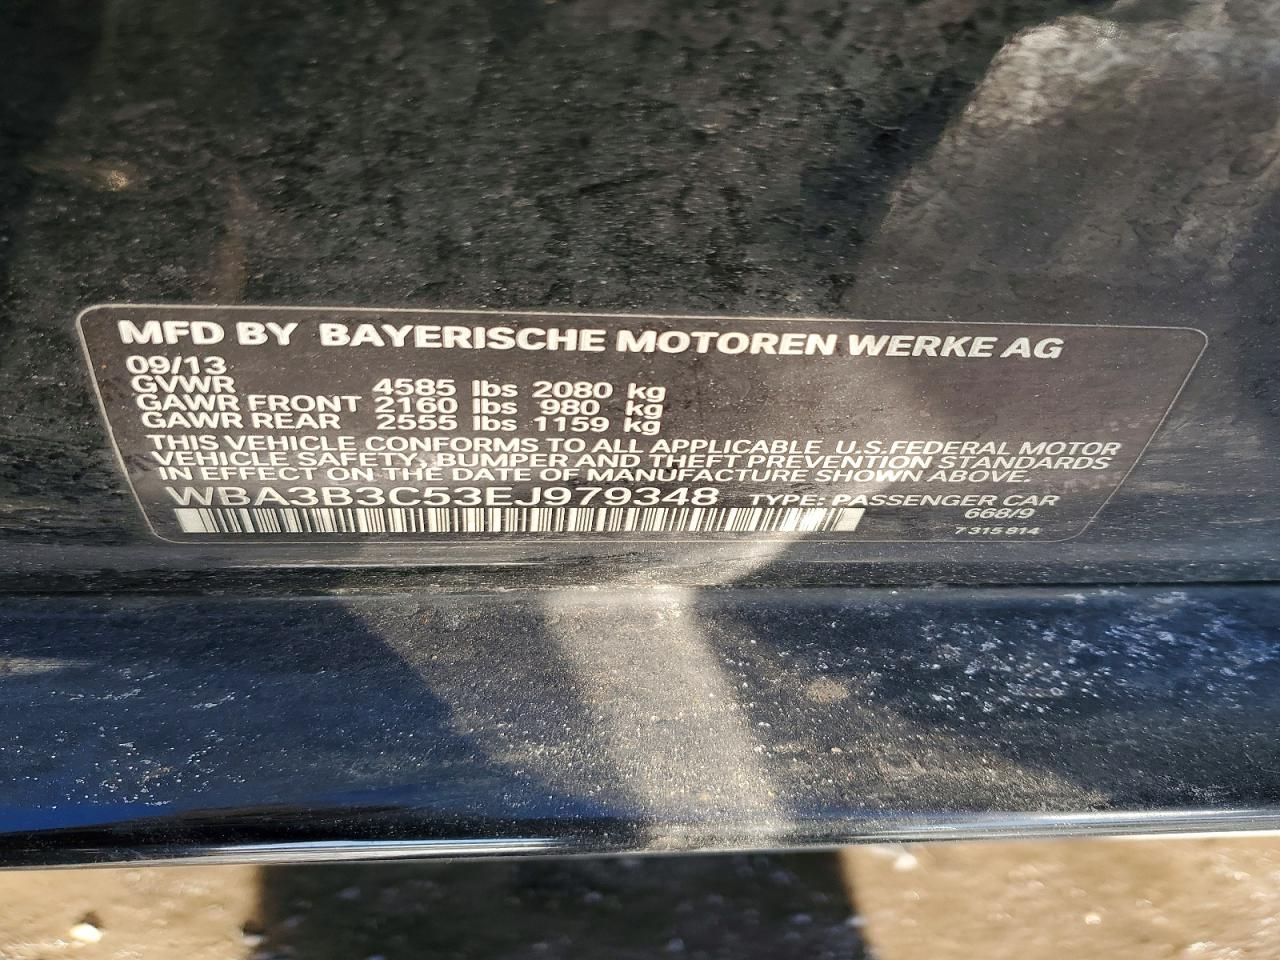 MFD BY BAYERISCHE MOTOREN WERKE AG
09/13
GVWR 4585 lbs 2080 kg
GAWR FRONT 2160 lbs 980 kg
GAWR REAR 2555 lbs 1159 kg
THIS VEHICLE CONFORMS TO ALL APPLICABLE U.S.FEDERAL MOTOR
VEHICLE SAFETY, BUMPER AND THEFT PREVENTION STANDARDS
IN EFFECT ON THE DATE OF MANUFACTURE SHOWN ABOVE.
WBA3B3C53EJ979348 TYPE: PASSENGER CAR
668/9
7 315 814